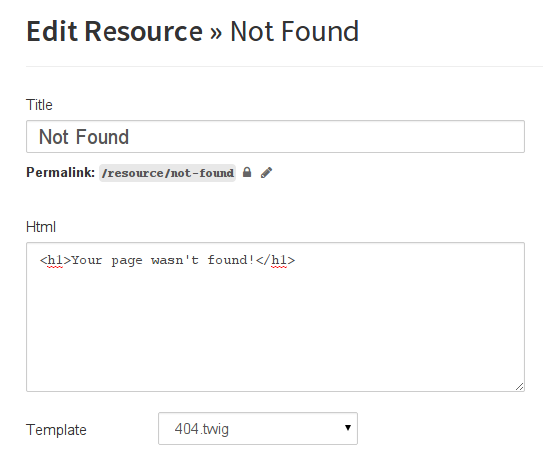 Edit Resource » Not Found
Title
Not Found
Permalink: /resource/not-found
Html
<h1>Your page wasn't found!</h1>
Template 404.twig